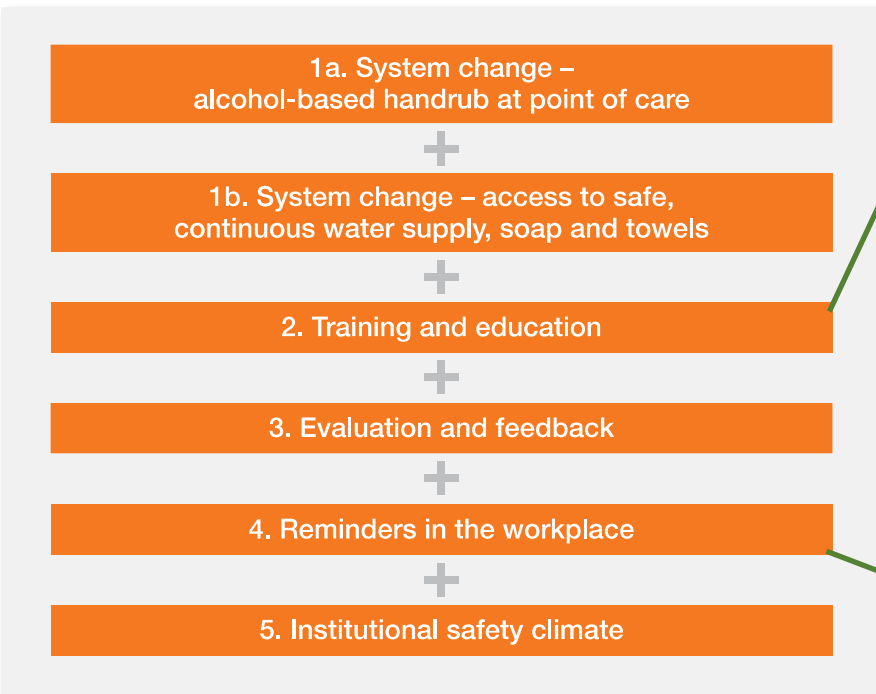 1a. System change –
alcohol-based handrub at point of care
+
1b. System change – access to safe,
continuous water supply, soap and towels
+
2. Training and education
+
3. Evaluation and feedback
+
4. Reminders in the workplace
+
5. Institutional safety climate